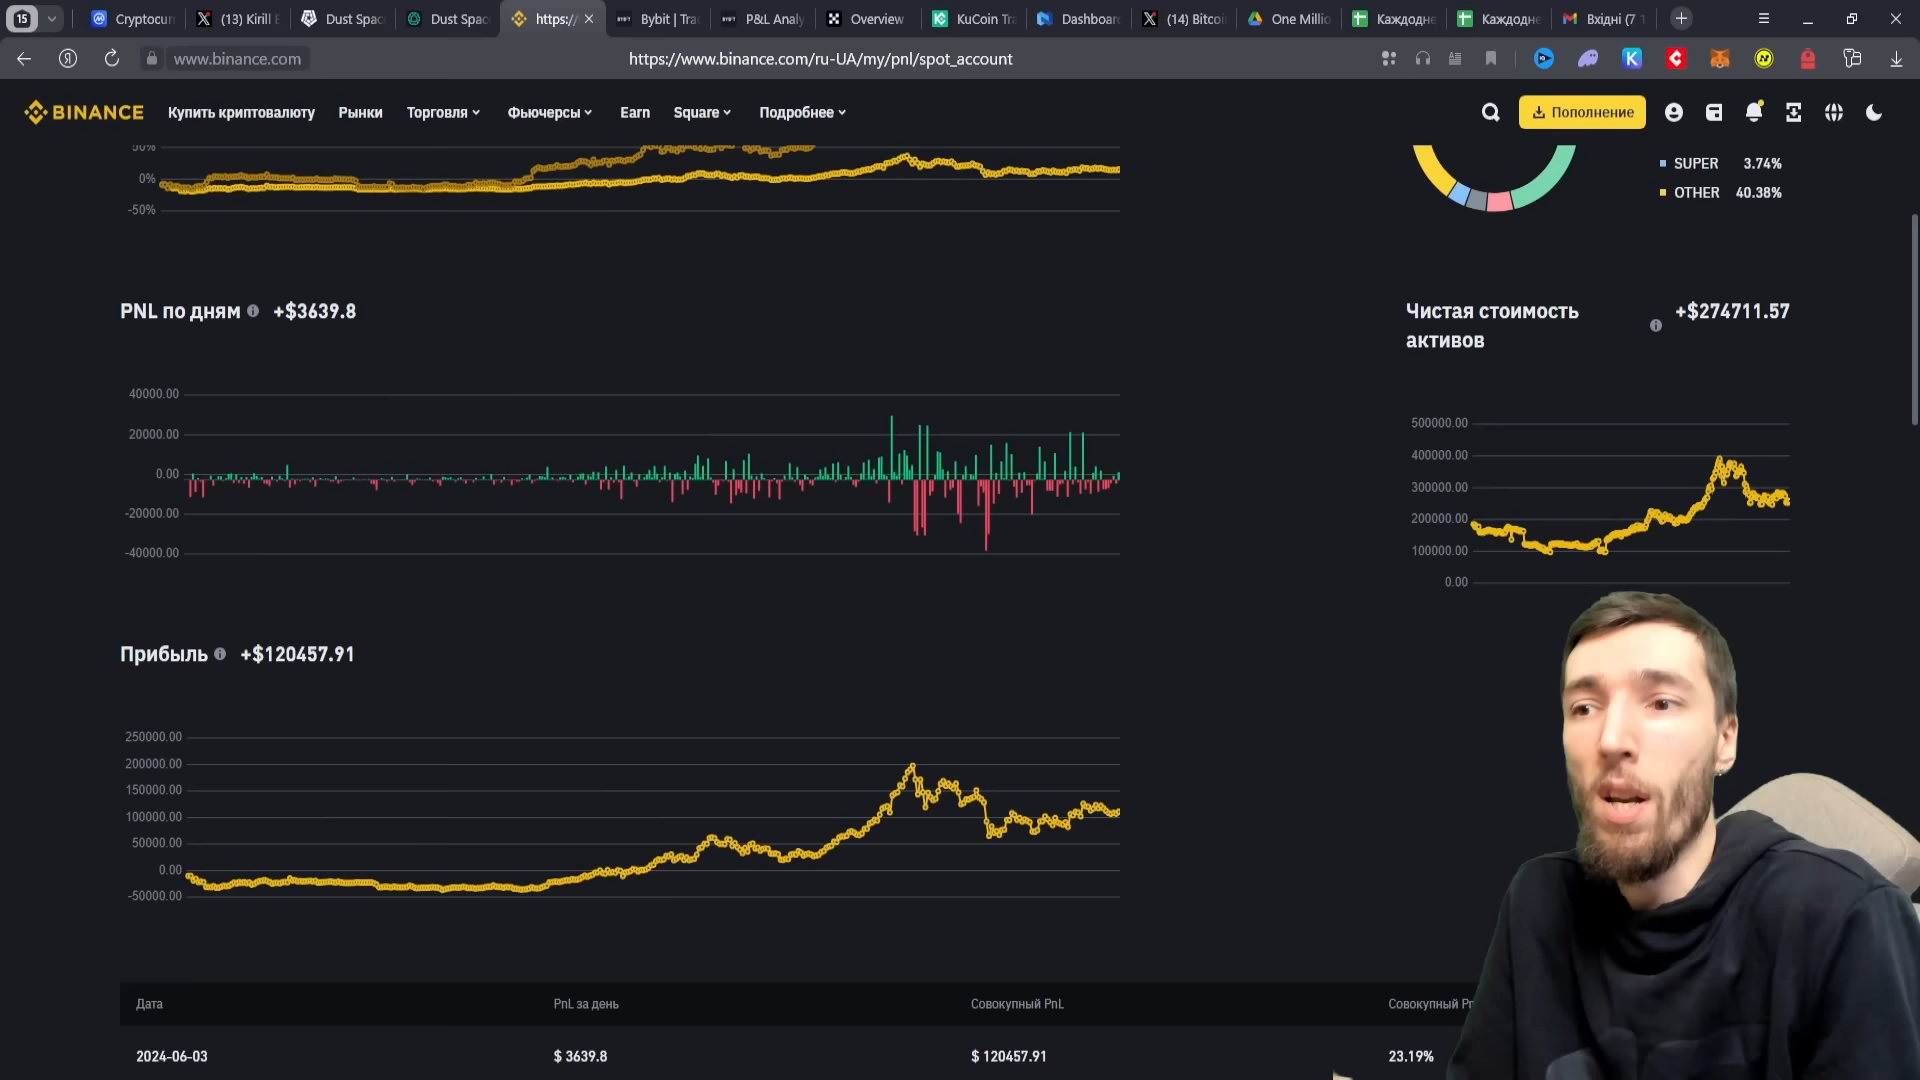 15
Cryptocur
(13) Kirill
Dust Spac
Dust Spac
https:/
Bybit | Tra
P&L Analy
Overview
KuCoin Tr
Dashboar
(14) Bitcoi
One Millio
Каждодне
Каждодне
Вхідні (7
www.binance.com
https://www.binance.com/ru-UA/my/pnl/spot_account
BINANCE
Купить криптовалюту
Рынки
Торговля
Фьючерсы
Earn
Square
Подробнее
Пополнение
50%
0%
-50%
SUPER 3.74%
OTHER 40.38%
PNL по дням +$3639.8
40000.00
20000.00
0.00
-20000.00
-40000.00
Чистая стоимость
активов
+$274711.57
500000.00
400000.00
300000.00
200000.00
100000.00
0.00
Прибыль +$120457.91
250000.00
200000.00
150000.00
100000.00
50000.00
0.00
-50000.00
Дата PnL за день Совокупный PnL Совокупный Pn
2024-06-03 $ 3639.8 $ 120457.91 23.19%